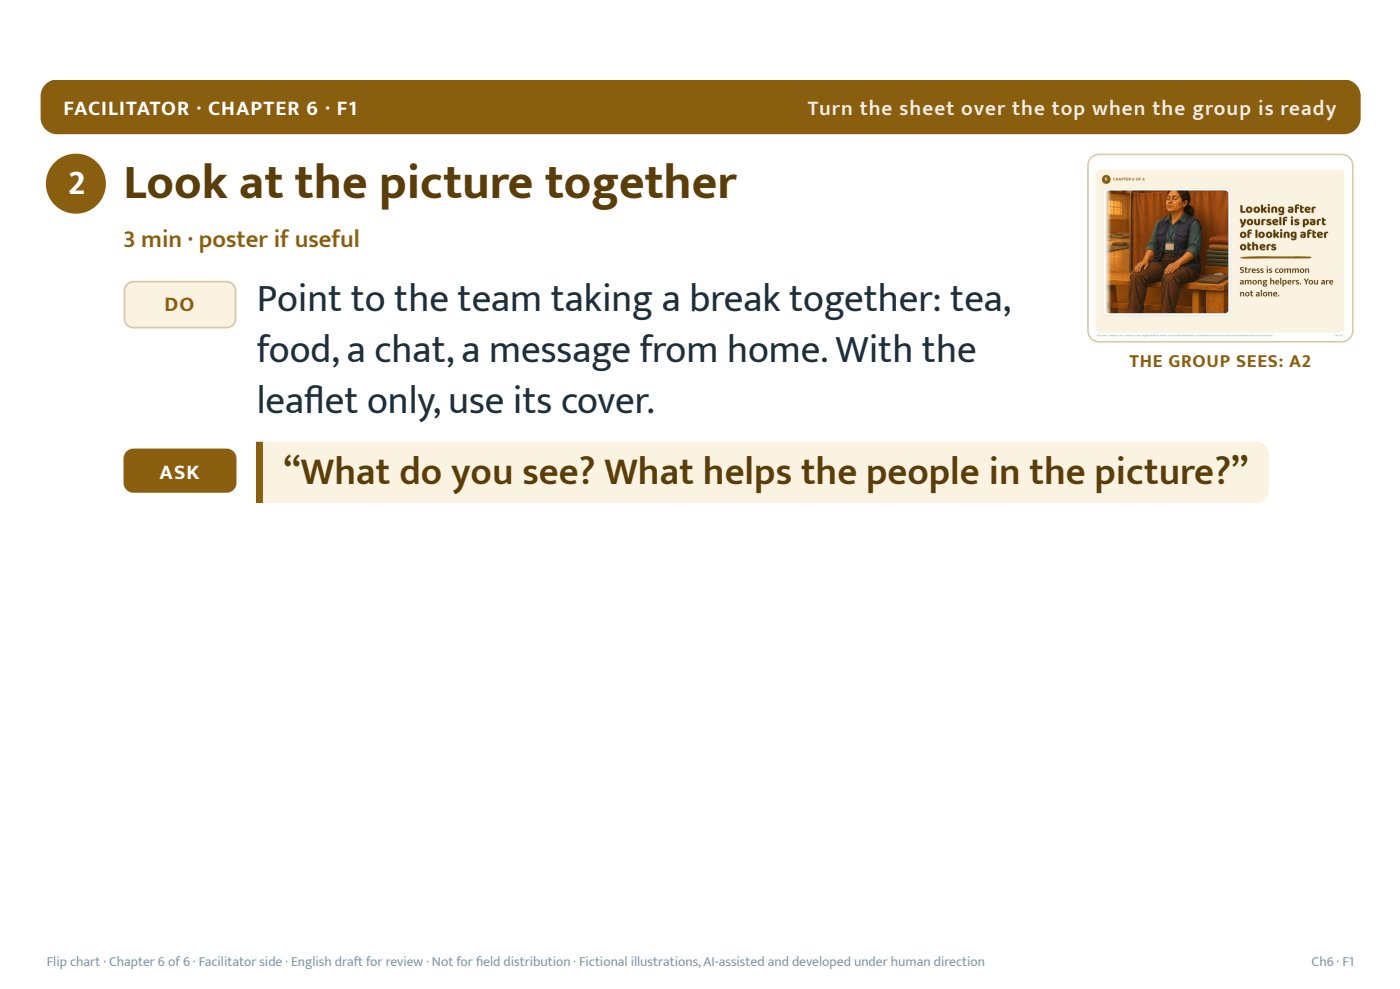 FACILITATOR · CHAPTER 6 · F1
Turn the sheet over the top when the group is ready
2
Look at the picture together
3 min · poster if useful
DO
Point to the team taking a break together: tea,
food, a chat, a message from home. With the
leaflet only, use its cover.
CHAPTER 6 OF 6
Looking after
yourself is part
of looking after
others
Stress is common
among helpers. You are
not alone.
THE GROUP SEES: A2
ASK
“What do you see? What helps the people in the picture?”
Flip chart · Chapter 6 of 6 · Facilitator side · English draft for review · Not for field distribution · Fictional illustrations, AI-assisted and developed under human direction
Ch6 · F1